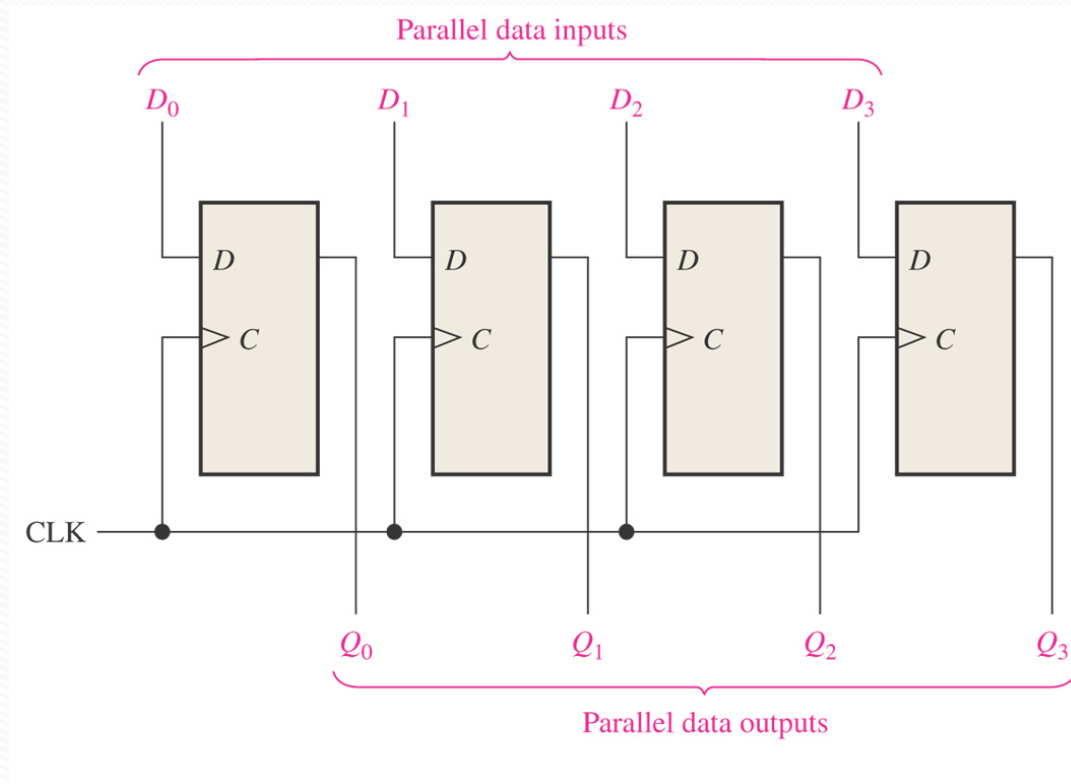 Parallel data inputs
D0 D1 D2 D3
D D D D
C C C C
CLK
Q0 Q1 Q2 Q3
Parallel data outputs